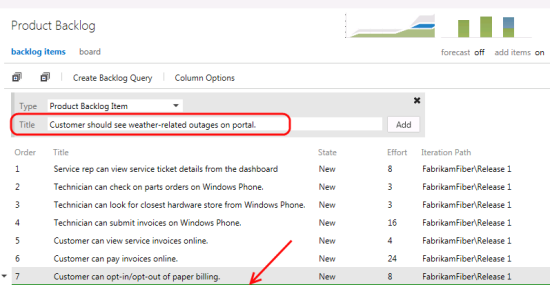 Product Backlog
backlog items board forecast off add items on
Create Backlog Query Column Options
Type Product Backlog Item
Title Customer should see weather-related outages on portal. Add
Order Title State Effort Iteration Path
1 Service rep can view service ticket details from the dashboard New 8 FabrikamFiber\Release 1
2 Technician can check on parts orders on Windows Phone. New 3 FabrikamFiber\Release 1
3 Technician can look for closest hardware store from Windows Phone. New 3 FabrikamFiber\Release 1
4 Technician can submit invoices on Windows Phone. New 16 FabrikamFiber\Release 1
5 Customer can view service invoices online. New 4 FabrikamFiber\Release 1
6 Customer can pay invoices online. New 24 FabrikamFiber\Release 1
7 Customer can opt-in/opt-out of paper billing. New 8 FabrikamFiber\Release 1